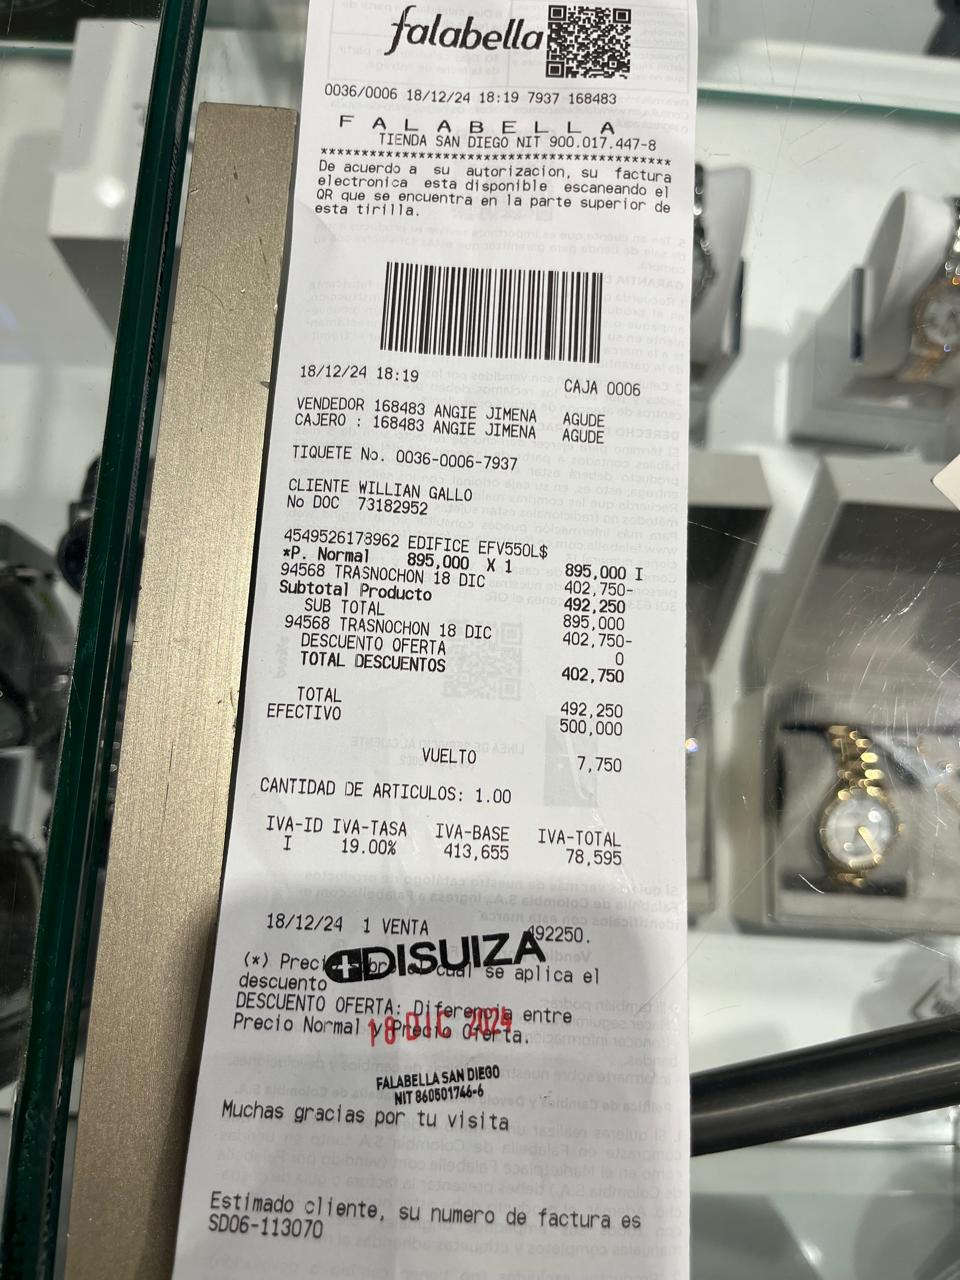 falabella
0036/0006 18/12/24 18:19 7937 168483
F A L A B E L L A
TIENDA SAN DIEGO NIT 900.017.447-8
*******************************************
De acuerdo a su autorizacion, su factura
electronica esta disponible escaneando el
QR que se encuentra en la parte superior de
esta tirilla.
18/12/24 18:19 CAJA 0006
VENDEDOR 168483 ANGIE JIMENA AGUDE
CAJERO : 168483 ANGIE JIMENA AGUDE
TIQUETE No. 0036-0006-7937
CLIENTE WILLIAN GALLO
No DOC 73182952
4549526178962 EDIFICE EFV550L$
*P. Normal 895,000 X 1 895,000 I
94568 TRASNOCHON 18 DIC 402,750-
Subtotal Producto 492,250
SUB TOTAL 895,000
94568 TRASNOCHON 18 DIC 402,750-
DESCUENTO OFERTA 0
TOTAL DESCUENTOS 402,750
TOTAL 492,250
EFECTIVO 500,000
VUELTO 7,750
CANTIDAD DE ARTICULOS: 1.00
IVA-ID IVA-TASA IVA-BASE IVA-TOTAL
I 19.00% 413,655 78,595
18/12/24 1 VENTA 492250.
DISUIZA
(*) Preci cual se aplica el
descuento
DESCUENTO OFERTA: Diferencia entre
Precio Normal y Precio Oferta.
18 DIC 2024
FALABELLA SAN DIEGO
NIT 860501746-6
Muchas gracias por tu visita
Estimado cliente, su numero de factura es
SD06-113070